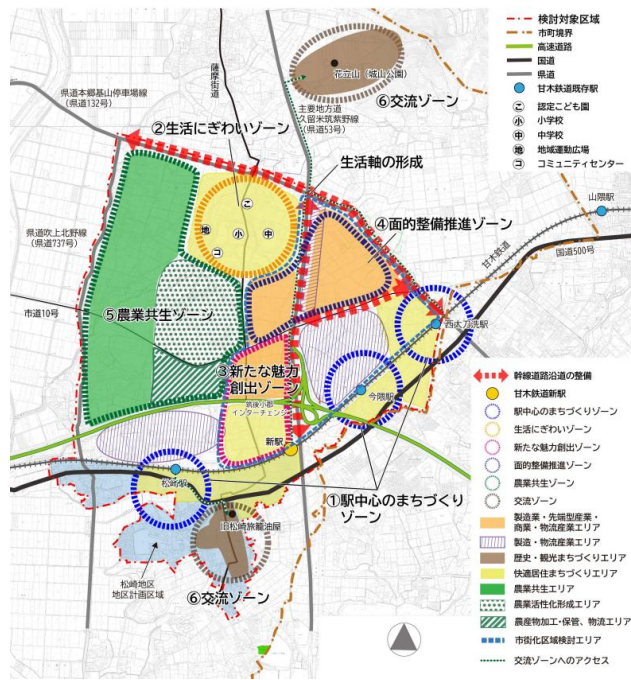 県道本郷基山停車場線
(県道132号)
薩摩街道
花立山(城山公園)
⑥交流ゾーン
主要地方道
久留米筑紫野線
(県道53号)
②生活にぎわいゾーン
生活軸の形成
こ
地
小
中
コ
④面的整備推進ゾーン
山隈駅
甘木鉄道
国道500号
県道吹上北野線
(県道737号)
市道10号
⑤農業共生ゾーン
西太刀洗駅
③新たな魅力
創出ゾーン
筑後小郡
インターチェンジ
今隈駅
新駅
松崎駅
①駅中心のまちづくり
ゾーン
旧松崎旅籠油屋
松崎地区
地区計画区域
⑥交流ゾーン
検討対象区域
市町境界
高速道路
国道
県道
甘木鉄道既存駅
こ 認定こども園
小 小学校
中 中学校
地 地域運動広場
コ コミュニティセンター
幹線道路沿道の整備
甘木鉄道新駅
駅中心のまちづくりゾーン
生活にぎわいゾーン
新たな魅力創出ゾーン
面的整備推進ゾーン
農業共生ゾーン
交流ゾーン
製造業・先端型産業・
商業・物流産業エリア
製造・物流産業エリア
歴史・観光まちづくりエリア
快適居住まちづくりエリア
農業共生エリア
農業活性化形成エリア
農産物加工・保管、物流エリア
市街化区域検討エリア
交流ゾーンへのアクセス